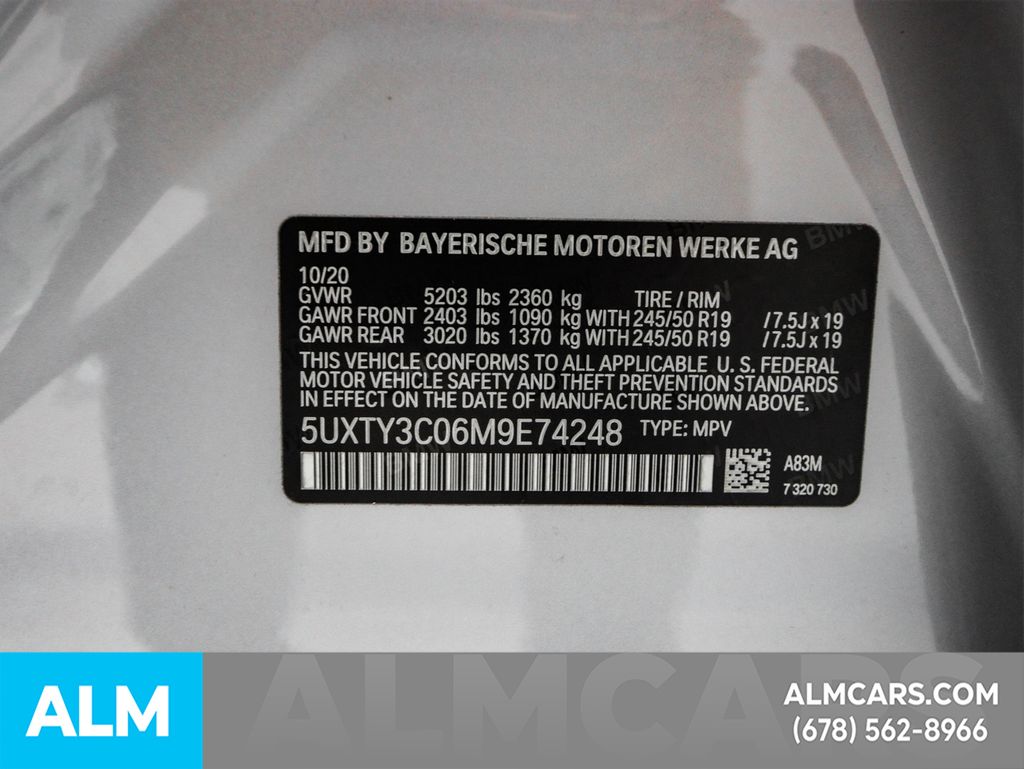 MFD BY BAYERISCHE MOTOREN WERKE AG
10/20
GVWR 5203 lbs 2360 kg TIRE / RIM
GAWR FRONT 2403 lbs 1090 kg WITH 245/50 R19 / 7.5J x 19
GAWR REAR 3020 lbs 1370 kg WITH 245/50 R19 / 7.5J x 19
THIS VEHICLE CONFORMS TO ALL APPLICABLE U. S. FEDERAL
MOTOR VEHICLE SAFETY AND THEFT PREVENTION STANDARDS
IN EFFECT ON THE DATE OF MANUFACTURE SHOWN ABOVE.
5UXTY3C06M9E74248 TYPE: MPV
A83M
7 320 730
ALM
ALMCARS
ALMCARS.COM
(678) 562-8966